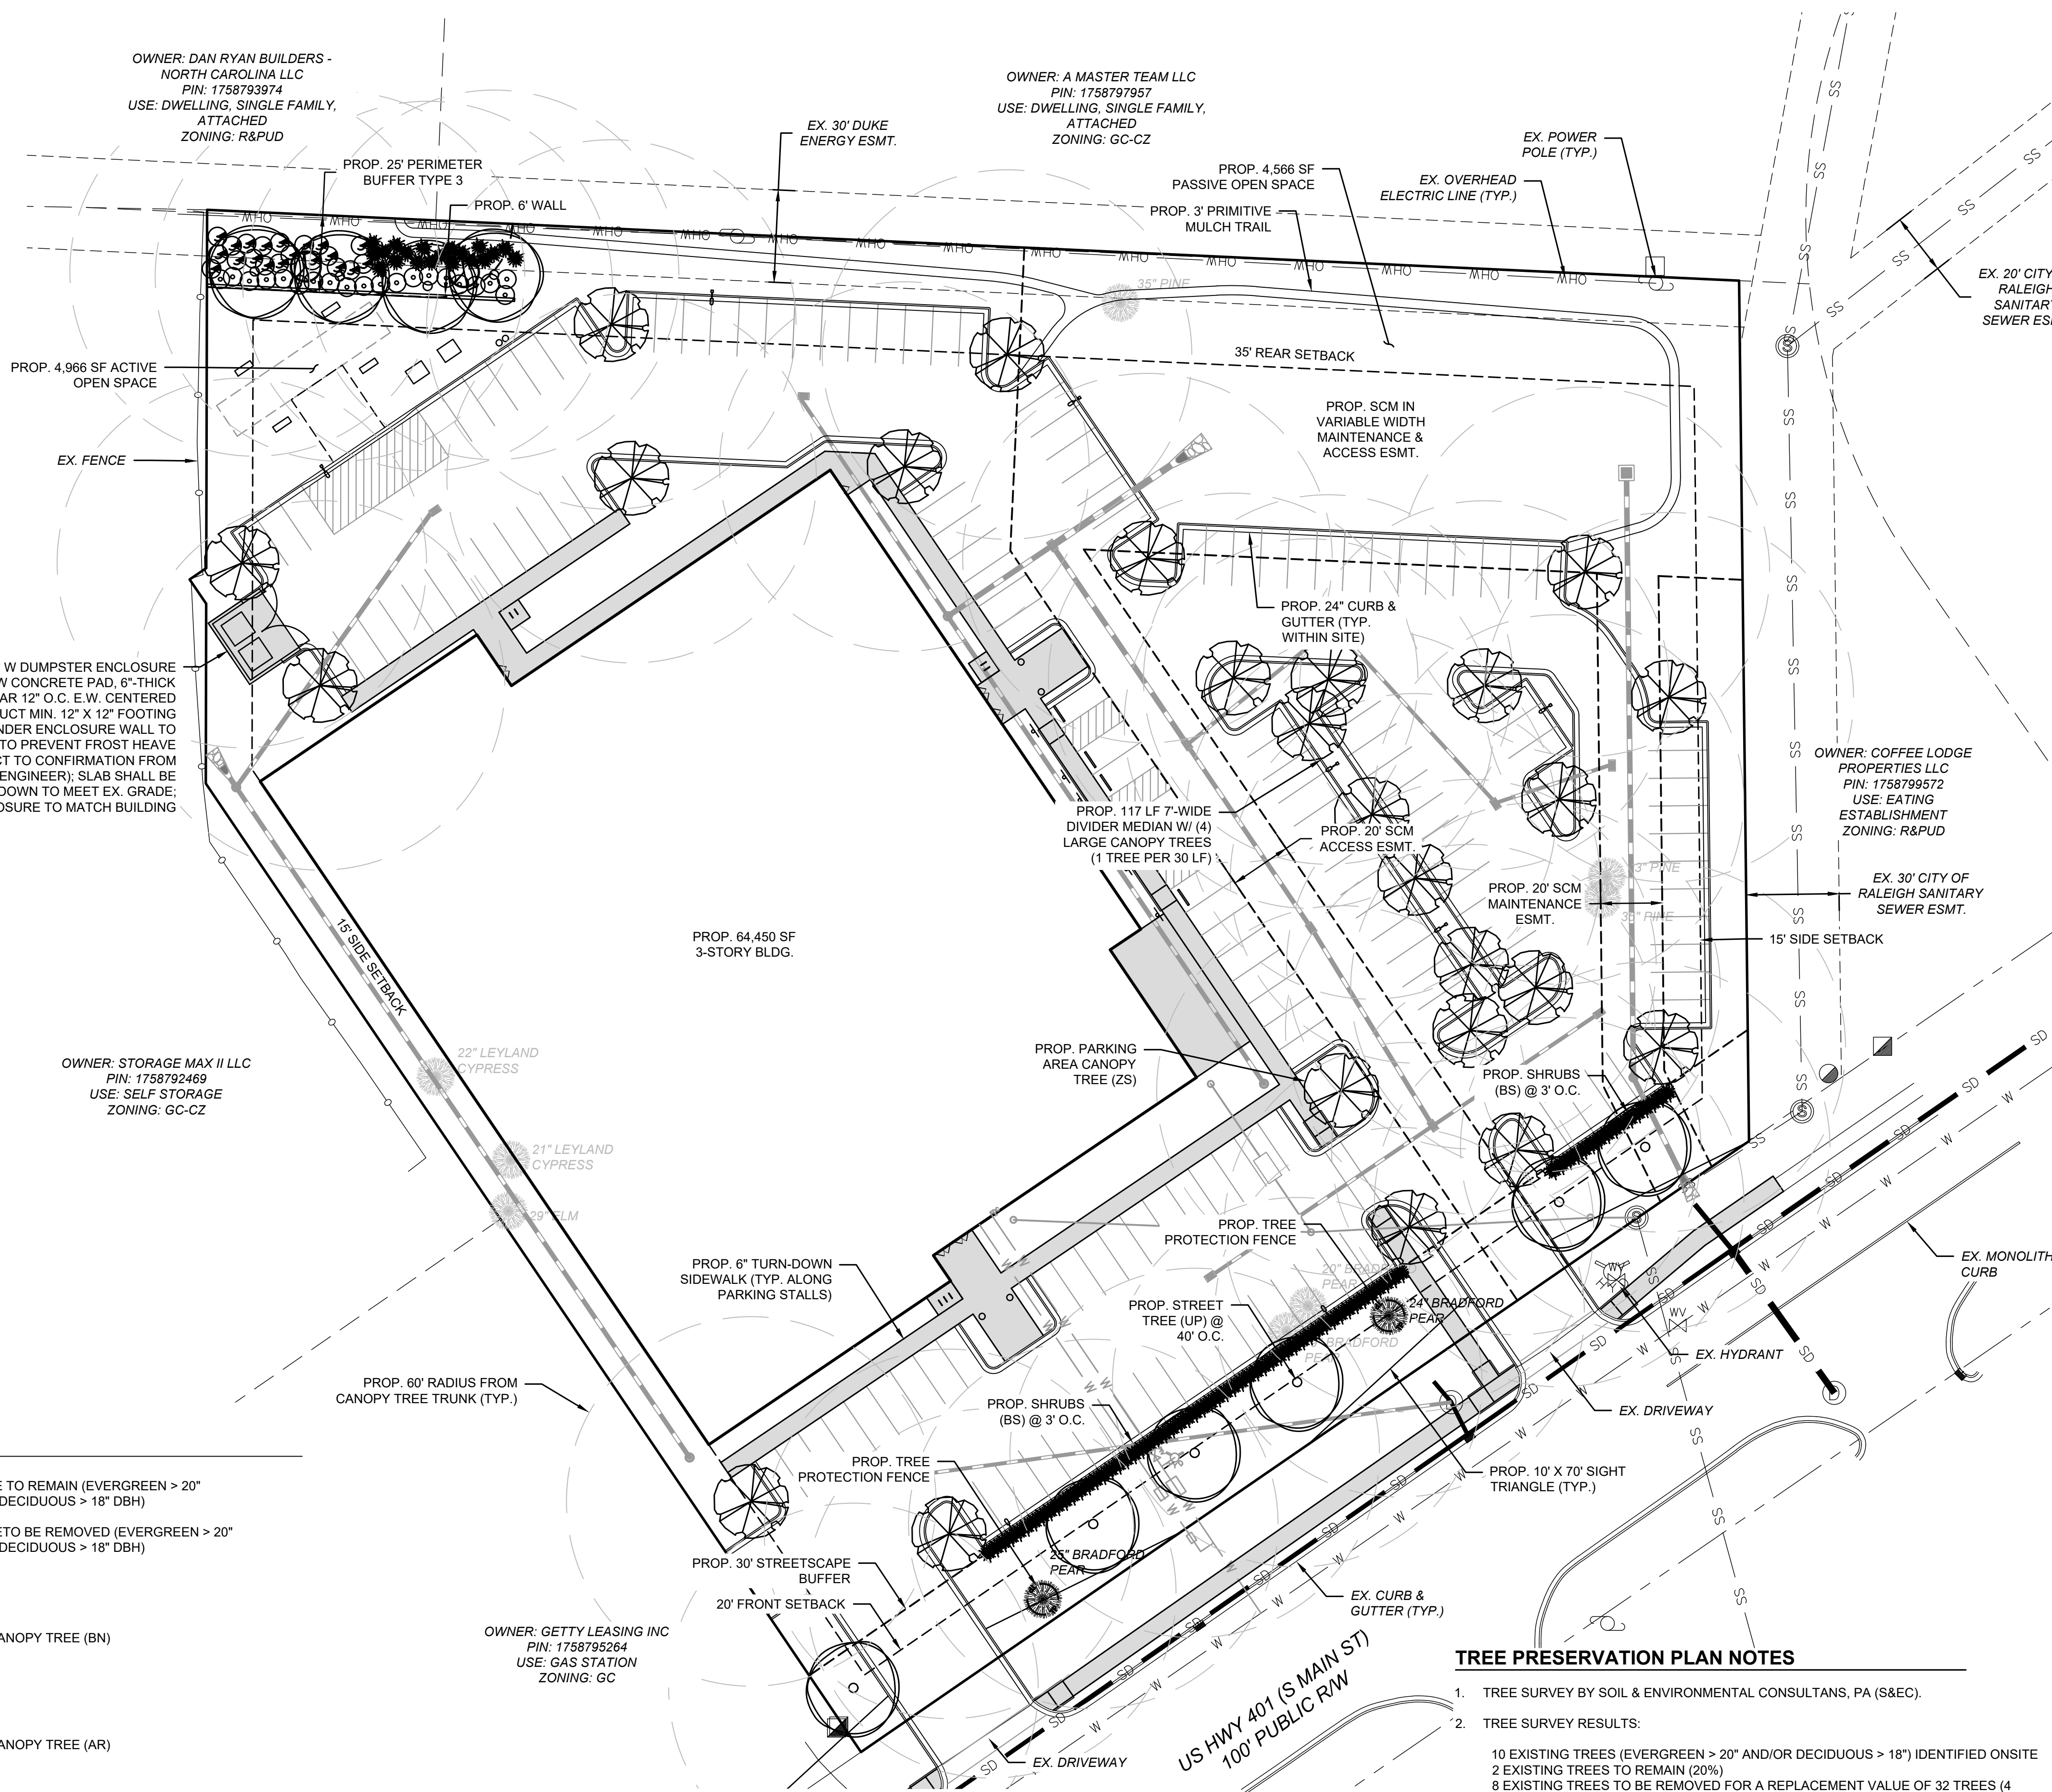 OWNER: DAN RYAN BUILDERS -
NORTH CAROLINA LLC
PIN: 1758793974
USE: DWELLING, SINGLE FAMILY,
ATTACHED
ZONING: R&PUD
OWNER: A MASTER TEAM LLC
PIN: 1758797957
USE: DWELLING, SINGLE FAMILY,
ATTACHED
ZONING: GC-CZ
EX. 30' DUKE
ENERGY ESMT.
EX. POWER
POLE (TYP.)
PROP. 25' PERIMETER
BUFFER TYPE 3
PROP. 4,566 SF
PASSIVE OPEN SPACE
EX. OVERHEAD
ELECTRIC LINE (TYP.)
PROP. 6' WALL
PROP. 3' PRIMITIVE
MULCH TRAIL
EX. 20' CITY
RALEIGH
SANITAR
SEWER ES
35" PINE
35' REAR SETBACK
PROP. 4,966 SF ACTIVE
OPEN SPACE
PROP. SCM IN
VARIABLE WIDTH
MAINTENANCE &
ACCESS ESMT.
EX. FENCE
PROP. 24" CURB &
GUTTER (TYP.
WITHIN SITE)
W DUMPSTER ENCLOSURE
W CONCRETE PAD, 6"-THICK
AR 12" O.C. E.W. CENTERED
UCT MIN. 12" X 12" FOOTING
NDER ENCLOSURE WALL TO
TO PREVENT FROST HEAVE
CT TO CONFIRMATION FROM
ENGINEER); SLAB SHALL BE
DOWN TO MEET EX. GRADE;
OSURE TO MATCH BUILDING
OWNER: COFFEE LODGE
PROPERTIES LLC
PIN: 1758799572
USE: EATING
ESTABLISHMENT
ZONING: R&PUD
PROP. 117 LF 7'-WIDE
DIVIDER MEDIAN W/ (4)
LARGE CANOPY TREES
(1 TREE PER 30 LF)
PROP. 20' SCM
ACCESS ESMT.
3" PINE
PROP. 20' SCM
MAINTENANCE
ESMT.
EX. 30' CITY OF
RALEIGH SANITARY
SEWER ESMT.
PINE
15' SIDE SETBACK
PROP. 64,450 SF
3-STORY BLDG.
15' SIDE SETBACK
PROP. PARKING
AREA CANOPY
TREE (ZS)
PROP. SHRUBS
(BS) @ 3' O.C.
OWNER: STORAGE MAX II LLC
PIN: 1758792469
USE: SELF STORAGE
ZONING: GC-CZ
22" LEYLAND
CYPRESS
21" LEYLAND
CYPRESS
29" ELM
PROP. TREE
PROTECTION FENCE
PROP. 6" TURN-DOWN
SIDEWALK (TYP. ALONG
PARKING STALLS)
20" BRADFORD
PEAR
24" BRADFORD
PEAR
BRADFORD
PEAR
PROP. STREET
TREE (UP) @
40' O.C.
WV
EX. MONOLITH
CURB
EX. HYDRANT
PROP. 60' RADIUS FROM
CANOPY TREE TRUNK (TYP.)
PROP. SHRUBS
(BS) @ 3' O.C.
EX. DRIVEWAY
PROP. TREE
PROTECTION FENCE
PROP. 10' X 70' SIGHT
TRIANGLE (TYP.)
E TO REMAIN (EVERGREEN > 20"
DECIDUOUS > 18" DBH)
ETO BE REMOVED (EVERGREEN > 20"
DECIDUOUS > 18" DBH)
25" BRADFORD
PEAR
PROP. 30' STREETSCAPE
BUFFER
20' FRONT SETBACK
EX. CURB &
GUTTER (TYP.)
OWNER: GETTY LEASING INC
PIN: 1758795264
USE: GAS STATION
ZONING: GC
ANOPY TREE (BN)
ANOPY TREE (AR)
US HWY 401 (S MAIN ST)
100' PUBLIC R/W
EX. DRIVEWAY
TREE PRESERVATION PLAN NOTES
1. TREE SURVEY BY SOIL & ENVIRONMENTAL CONSULTANS, PA (S&EC).
2. TREE SURVEY RESULTS:
10 EXISTING TREES (EVERGREEN > 20" AND/OR DECIDUOUS > 18") IDENTIFIED ONSITE
2 EXISTING TREES TO REMAIN (20%)
8 EXISTING TREES TO BE REMOVED FOR A REPLACEMENT VALUE OF 32 TREES (4